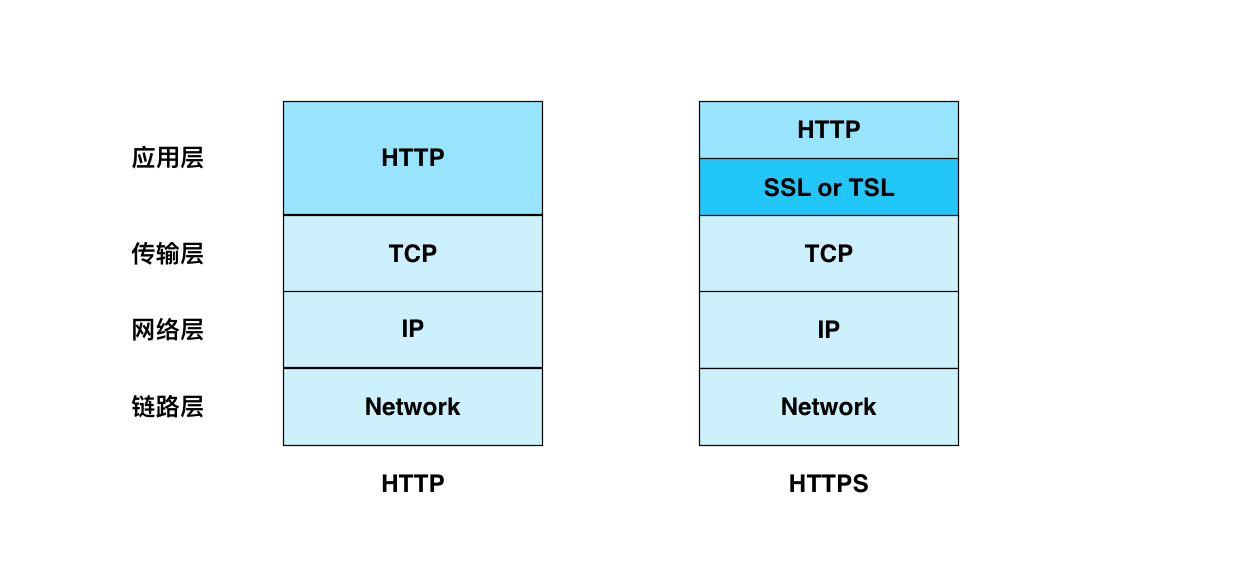 应用层
HTTP
HTTP
SSL or TSL
传输层
TCP
TCP
网络层
IP
IP
链路层
Network
Network
HTTP
HTTPS